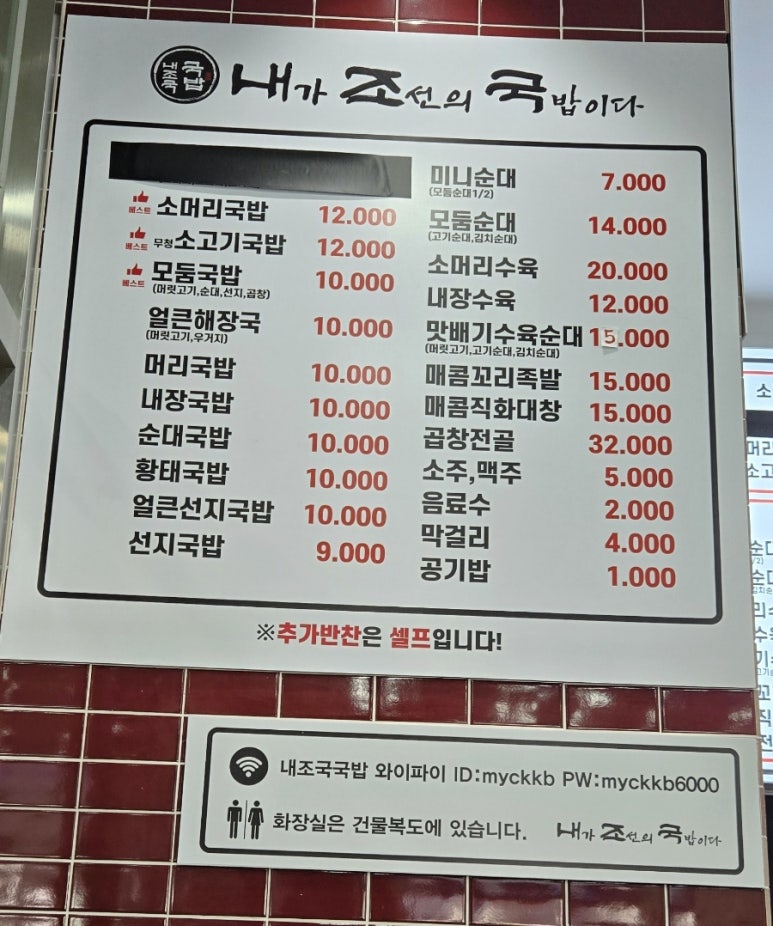 내조국국밥
내가 조선의 국밥이다
베스트 소머리국밥 12.000
베스트 무청소고기국밥 12.000
베스트 모둠국밥 10.000
(머릿고기,순대,선지,곱창)
얼큰해장국 10.000
(머릿고기,우거지)
머리국밥 10.000
내장국밥 10.000
순대국밥 10.000
황태국밥 10.000
얼큰선지국밥 10.000
선지국밥 9.000
미니순대 7.000
(모둠순대1/2)
모둠순대 14.000
(고기순대,김치순대)
소머리수육 20.000
내장수육 12.000
맛배기수육순대 15.000
(머릿고기,고기순대,김치순대)
매콤꼬리족발 15.000
매콤직화대창 15.000
곱창전골 32.000
소주,맥주 5.000
음료수 2.000
막걸리 4.000
공기밥 1.000
※추가반찬은 셀프입니다!
내조국국밥 와이파이 ID:myckkb PW:myckkb6000
화장실은 건물복도에 있습니다. 내가 조선의 국밥이다